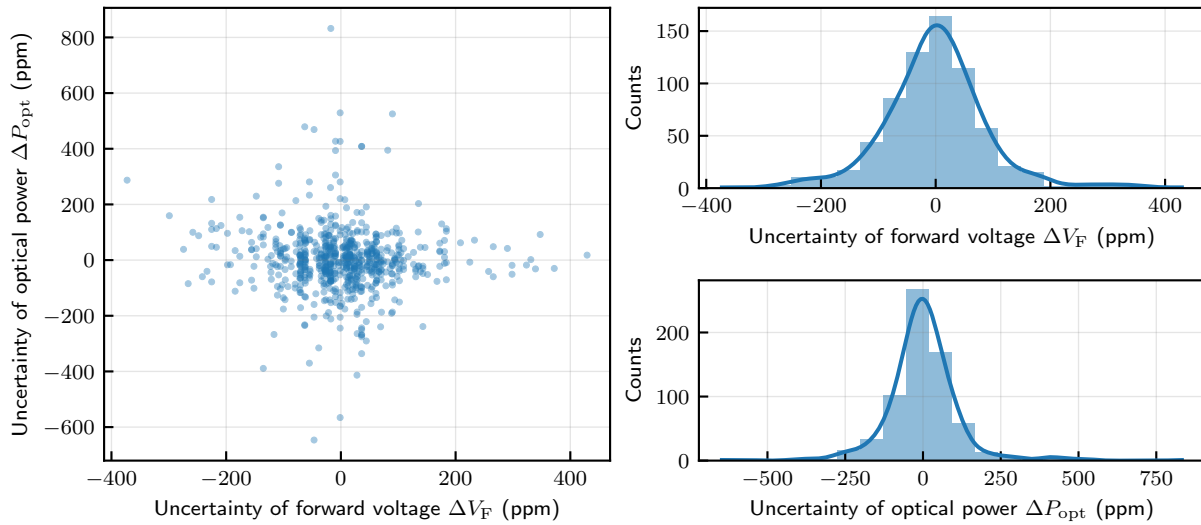 Uncertainty of optical power ΔP_opt (ppm)
800
600
400
200
0
−200
−400
−600
−400 −200 0 200 400
Uncertainty of forward voltage ΔV_F (ppm)
Counts
150
100
50
0
−400 −200 0 200 400
Uncertainty of forward voltage ΔV_F (ppm)
Counts
200
100
0
−500 −250 0 250 500 750
Uncertainty of optical power ΔP_opt (ppm)